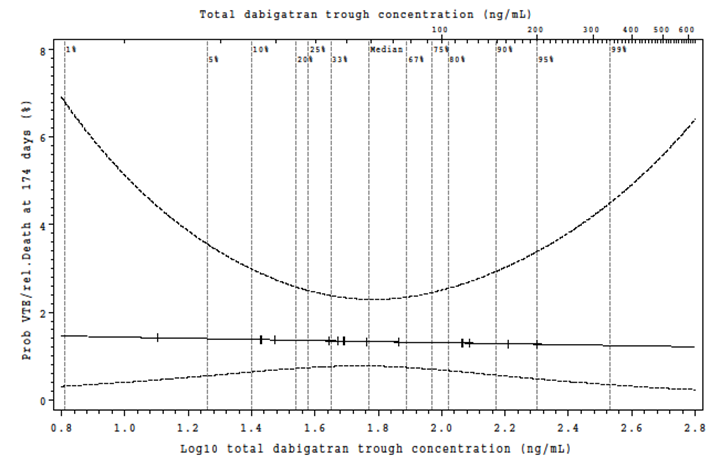 Total dabigatran trough concentration (ng/mL)
100 200 300 400 500 600
8
1% 10% 25% Median 75% 90% 99%
5% 20% 33% 67% 80% 95%
6
4
2
0
Prob VTE/rel.Death at 174 days (%)
0.8 1.0 1.2 1.4 1.6 1.8 2.0 2.2 2.4 2.6 2.8
Log10 total dabigatran trough concentration (ng/mL)